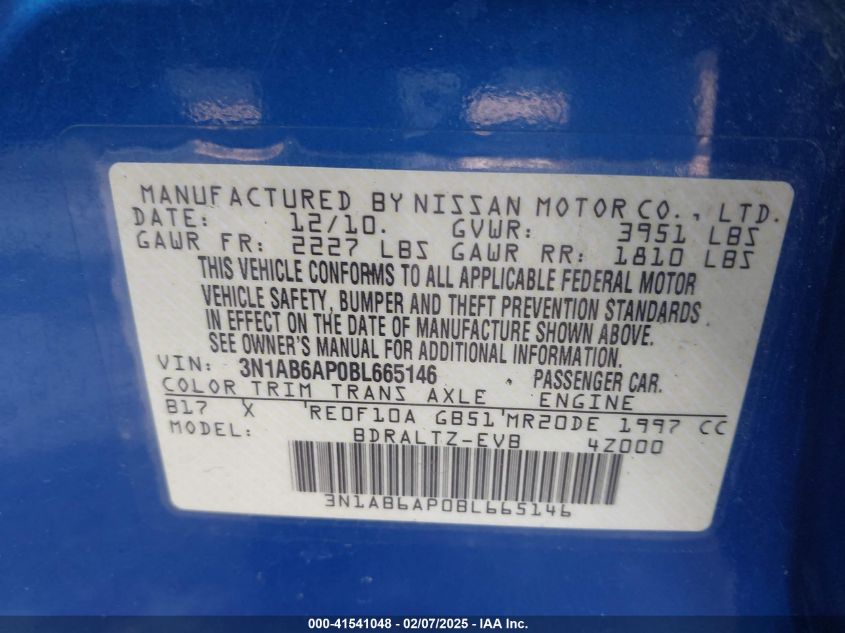 MANUFACTURED BY NISSAN MOTOR CO., LTD.
DATE: 12/10. GVWR: 3951 LBS
GAWR FR: 2227 LBS GAWR RR: 1810 LBS
THIS VEHICLE CONFORMS TO ALL APPLICABLE FEDERAL MOTOR
VEHICLE SAFETY, BUMPER AND THEFT PREVENTION STANDARDS
IN EFFECT ON THE DATE OF MANUFACTURE SHOWN ABOVE.
SEE OWNER'S MANUAL FOR ADDITIONAL INFORMATION.
VIN: 3N1AB6AP0BL665146 , PASSENGER CAR.
COLOR TRIM TRANS AXLE ENGINE
B17 X RE0F10A GB51 MR20DE 1997 CC
MODEL: BDRALTZ-EVB 4Z000
3N1AB6AP0BL665146
000-41541048 - 02/07/2025 - IAA Inc.